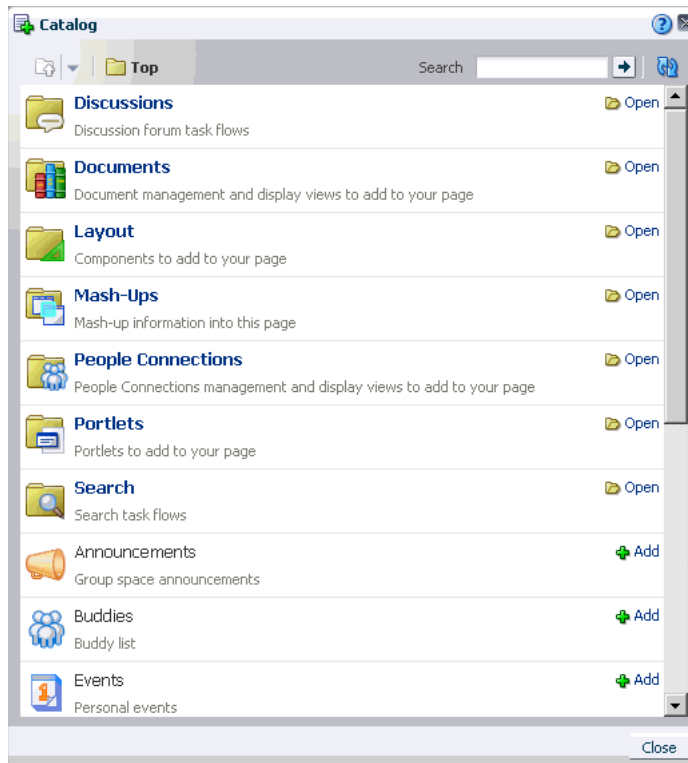 Catalog
Top Search
Discussions Open
Discussion forum task flows
Documents Open
Document management and display views to add to your page
Layout Open
Components to add to your page
Mash-Ups Open
Mash-up information into this page
People Connections Open
People Connections management and display views to add to your page
Portlets Open
Portlets to add to your page
Search Open
Search task flows
Announcements Add
Group space announcements
Buddies Add
Buddy list
Events Add
Personal events
Close